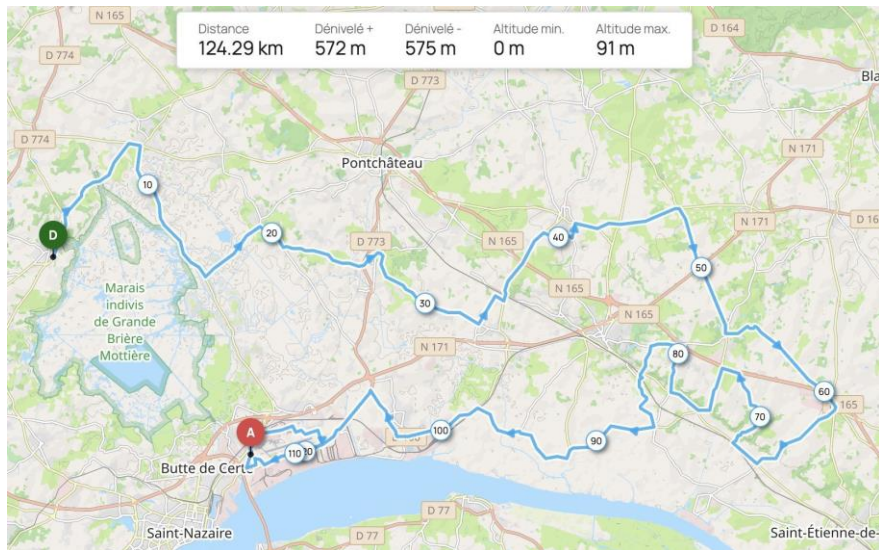 Distance
124.29 km
Dénivelé +
572 m
Dénivelé -
575 m
Altitude min.
0 m
Altitude max.
91 m
N 165
D 164
D 774
D 773
Bla
D 774
N 171
Pontchâteau
10
D
20
D 773
N 165
40
N 171
D 16
50
Marais
indivis
de Grande
Brière
Mottière
30
N 165
N 171
80
N 165
60
165
70
A
100
90
110
Butte de Certé
D 77
Saint-Nazaire
D 77
Saint-Étienne-de-